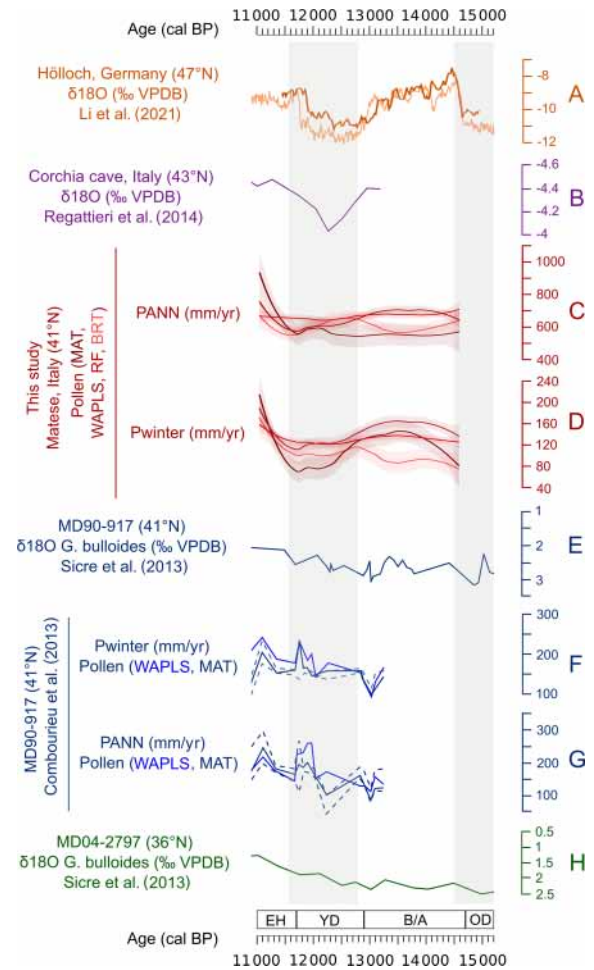 11000 12000 13000 14000 15000
Age (cal BP)
Hölloch, Germany (47°N)
δ18O (‰ VPDB)
Li et al. (2021)
-8
-10
-12
A
Corchia cave, Italy (43°N)
δ18O (‰ VPDB)
Regattieri et al. (2014)
-4.6
-4.4
-4.2
-4
B
This study
Matese, Italy (41°N)
Pollen (MAT,
WAPLS, RF, BRT)
PANN (mm/yr)
1000
800
600
400
C
Pwinter (mm/yr)
240
200
160
120
80
40
D
MD90-917 (41°N)
δ18O G. bulloides (‰ VPDB)
Sicre et al. (2013)
1
2
3
E
MD90-917 (41°N)
Combourieu et al. (2013)
Pwinter (mm/yr)
Pollen (WAPLS, MAT)
300
200
100
F
PANN (mm/yr)
Pollen (WAPLS, MAT)
300
200
100
G
MD04-2797 (36°N)
δ18O G. bulloides (‰ VPDB)
Sicre et al. (2013)
0.5
1
1.5
2
2.5
H
EH YD B/A OD
Age (cal BP)
11000 12000 13000 14000 15000